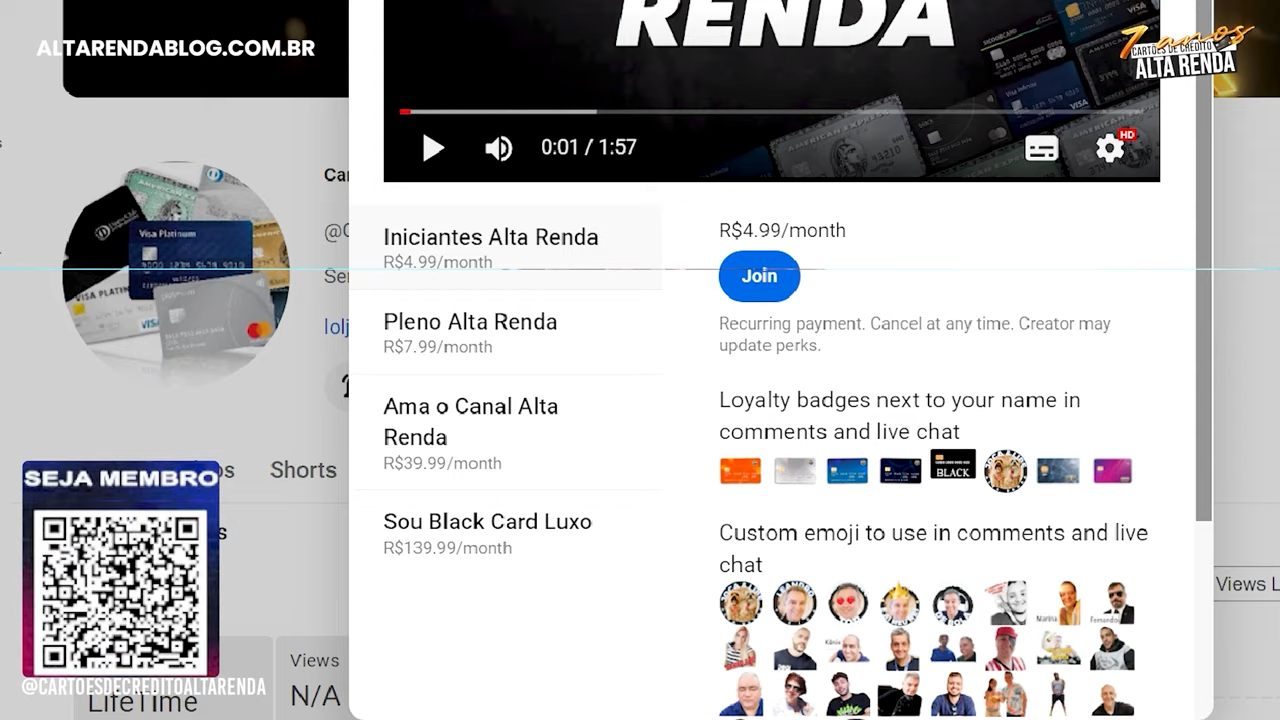 ALTARENDABLOG.COM.BR
RENDA
7 anos
CARTÕES DE CRÉDITO
ALTA RENDA
0:01 / 1:57
HD
Iniciantes Alta Renda
R$4.99/month
Pleno Alta Renda
R$7.99/month
Ama o Canal Alta
Renda
R$39.99/month
Sou Black Card Luxo
R$139.99/month
R$4.99/month
Join
Recurring payment. Cancel at any time. Creator may
update perks.
Loyalty badges next to your name in
comments and live chat
BLACK
Custom emoji to use in comments and live
chat
Shorts
SEJA MEMBRO
@CARTOESDECREDITOALTARENDA
LifeTime
Views
N/A
Views L
Visa Platinum
AMERICAN EXPRESS
VISA